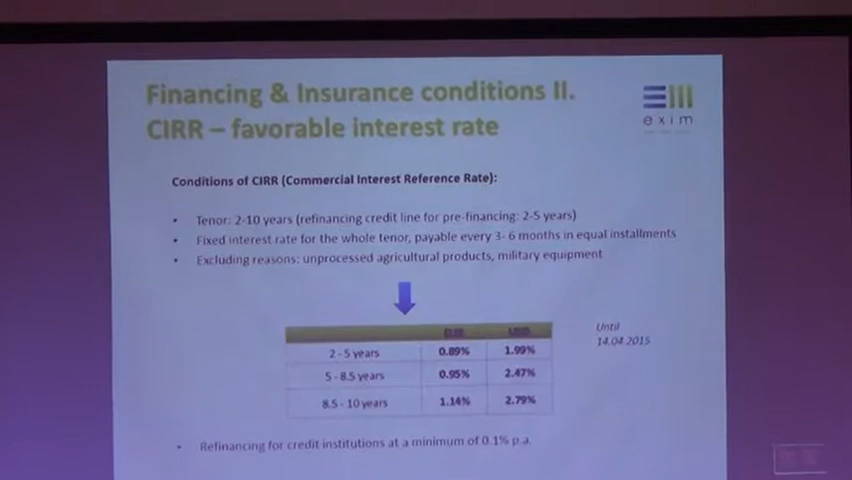 Financing & Insurance conditions II.
CIRR – favorable interest rate
exim
Conditions of CIRR (Commercial Interest Reference Rate):
• Tenor: 2-10 years (refinancing credit line for pre-financing: 2-5 years)
• Fixed interest rate for the whole tenor, payable every 3- 6 months in equal installments
• Excluding reasons: unprocessed agricultural products, military equipment
EUR USD
2 - 5 years 0.89% 1.99%
5 - 8.5 years 0.95% 2.47%
8.5 - 10 years 1.14% 2.79%
Until
14.04.2015
• Refinancing for credit institutions at a minimum of 0.1% p.a.